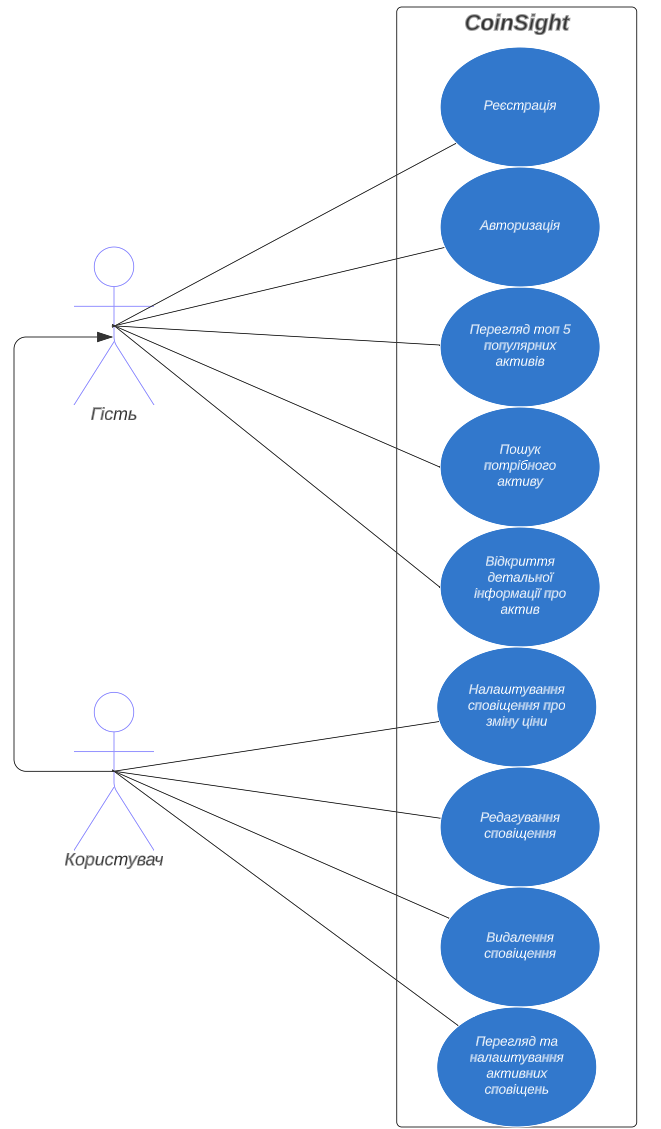 CoinSight
Реєстрація
Авторизація
Перегляд топ 5
популярних
активів
Пошук
потрібного
активу
Гість
Відкриття
детальної
інформації про
актив
Налаштування
сповіщення про
зміну ціни
Редагування
сповіщення
Користувач
Видалення
сповіщення
Перегляд та
налаштування
активних
сповіщень